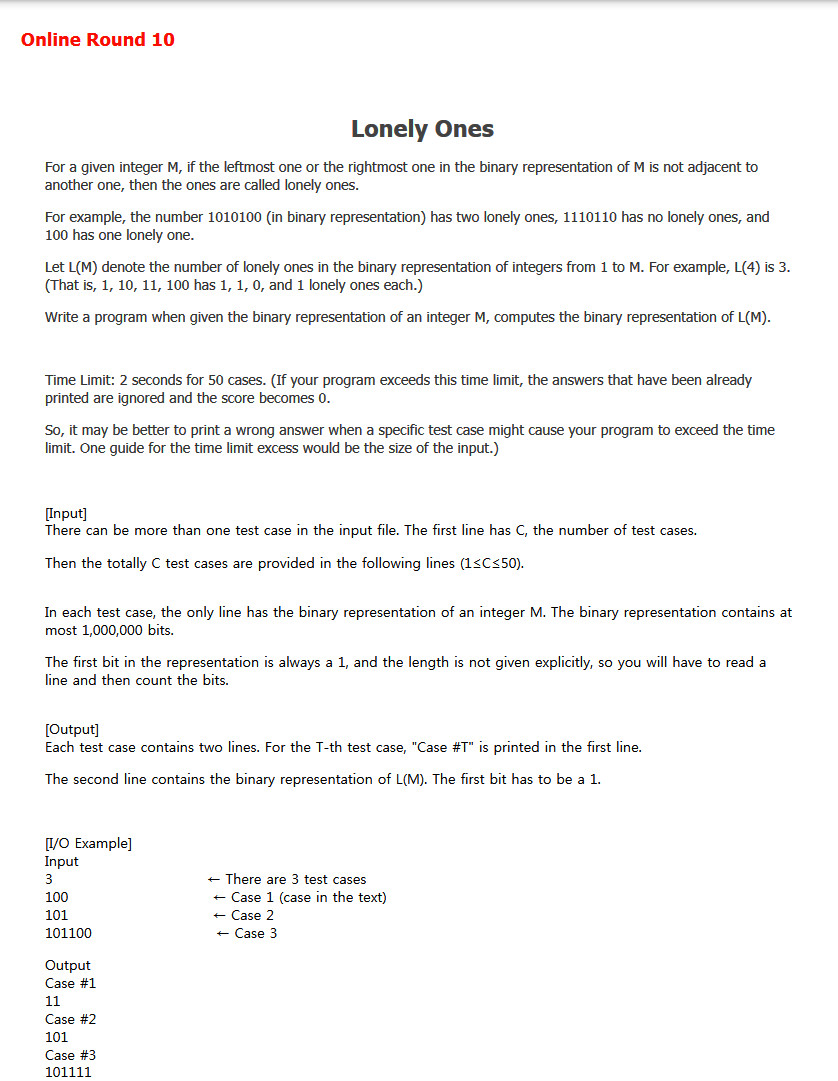 Online Round 10
Lonely Ones
For a given integer M, if the leftmost one or the rightmost one in the binary representation of M is not adjacent to
another one, then the ones are called lonely ones.
For example, the number 1010100 (in binary representation) has two lonely ones, 1110110 has no lonely ones, and
100 has one lonely one.
Let L(M) denote the number of lonely ones in the binary representation of integers from 1 to M. For example, L(4) is 3.
(That is, 1, 10, 11, 100 has 1, 1, 0, and 1 lonely ones each.)
Write a program when given the binary representation of an integer M, computes the binary representation of L(M).
Time Limit: 2 seconds for 50 cases. (If your program exceeds this time limit, the answers that have been already
printed are ignored and the score becomes 0.
So, it may be better to print a wrong answer when a specific test case might cause your program to exceed the time
limit. One guide for the time limit excess would be the size of the input.)
[Input]
There can be more than one test case in the input file. The first line has C, the number of test cases.
Then the totally C test cases are provided in the following lines (1≤C≤50).
In each test case, the only line has the binary representation of an integer M. The binary representation contains at
most 1,000,000 bits.
The first bit in the representation is always a 1, and the length is not given explicitly, so you will have to read a
line and then count the bits.
[Output]
Each test case contains two lines. For the T-th test case, "Case #T" is printed in the first line.
The second line contains the binary representation of L(M). The first bit has to be a 1.
[I/O Example]
Input
3 ← There are 3 test cases
100 ← Case 1 (case in the text)
101 ← Case 2
101100 ← Case 3
Output
Case #1
11
Case #2
101
Case #3
101111